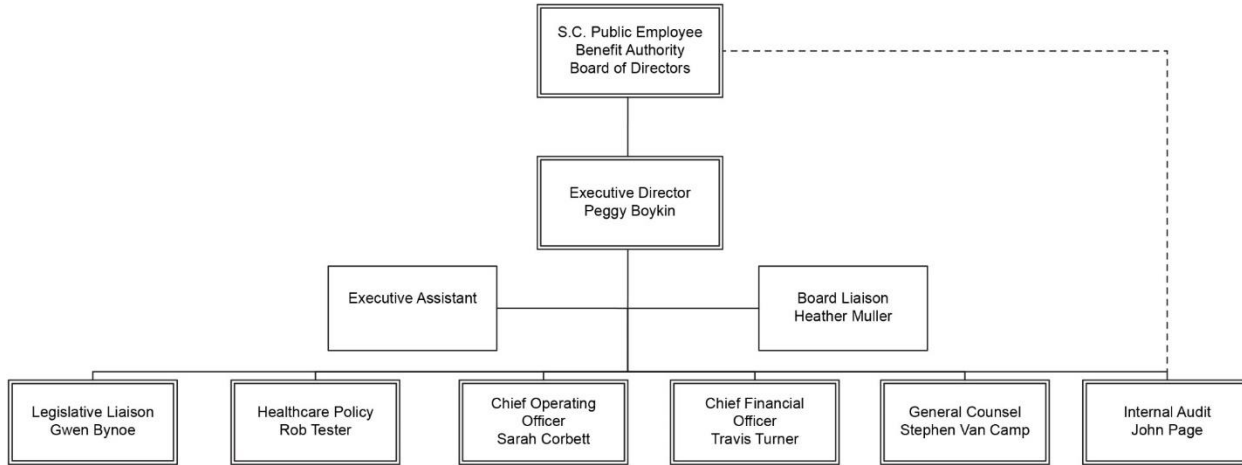 S.C. Public Employee
Benefit Authority
Board of Directors
Executive Director
Peggy Boykin
Executive Assistant
Board Liaison
Heather Muller
Legislative Liaison
Gwen Bynoe
Healthcare Policy
Rob Tester
Chief Operating
Officer
Sarah Corbett
Chief Financial
Officer
Travis Turner
General Counsel
Stephen Van Camp
Internal Audit
John Page